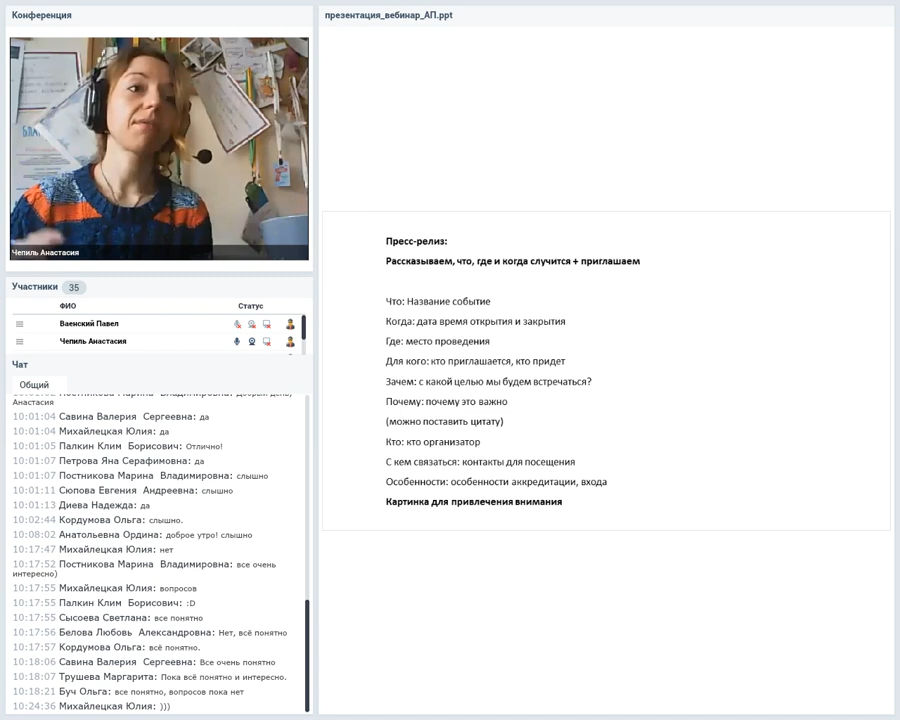 Конференция
БЛА
Чепиль Анастасия
Участники 35
ФИО Статус
Ваенский Павел
Чепиль Анастасия
Чат
Общий
Постникова Марина Владимировна: Добрый день,
Анастасия
10:01:04 Савина Валерия Сергеевна: да
10:01:04 Михайлецкая Юлия: да
10:01:05 Палкин Клим Борисович: Отлично!
10:01:07 Петрова Яна Серафимовна: да
10:01:07 Постникова Марина Владимировна: слышно
10:01:11 Сюпова Евгения Андреевна: слышно
10:01:13 Диева Надежда: да
10:02:44 Кордумова Ольга: слышно.
10:08:02 Анатольевна Ордина: доброе утро! слышно
10:17:47 Михайлецкая Юлия: нет
10:17:52 Постникова Марина Владимировна: все очень
интересно)
10:17:55 Михайлецкая Юлия: вопросов
10:17:55 Палкин Клим Борисович: :D
10:17:55 Сысоева Светлана: все понятно
10:17:56 Белова Любовь Александровна: Нет, всё понятно
10:17:57 Кордумова Ольга: всё понятно.
10:18:06 Савина Валерия Сергеевна: Все очень понятно
10:18:07 Трушева Маргарита: Пока всё понятно и интересно.
10:18:21 Буч Ольга: все понятно, вопросов пока нет
10:24:36 Михайлецкая Юлия: )))
презентация_вебинар_АП.ppt
Пресс-релиз:
Рассказываем, что, где и когда случится + приглашаем
Что: Название событие
Когда: дата время открытия и закрытия
Где: место проведения
Для кого: кто приглашается, кто придет
Зачем: с какой целью мы будем встречаться?
Почему: почему это важно
(можно поставить цитату)
Кто: кто организатор
С кем связаться: контакты для посещения
Особенности: особенности аккредитации, входа
Картинка для привлечения внимания